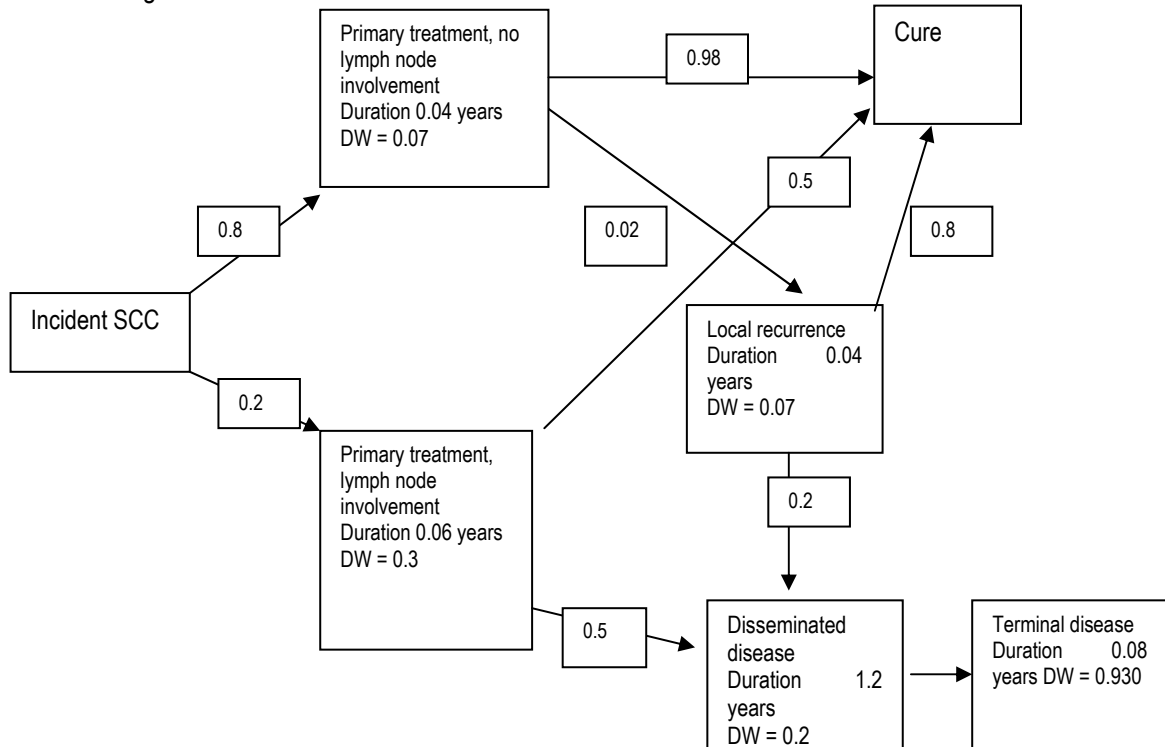 Primary treatment, no
lymph node
involvement
Duration 0.04 years
DW = 0.07
0.98
Cure
0.5
0.8
0.02
0.8
Incident SCC
Local recurrence
Duration 0.04
years
DW = 0.07
0.2
Primary treatment,
lymph node
involvement
Duration 0.06 years
DW = 0.3
0.2
0.5
Disseminated
disease
Duration 1.2
years
DW = 0.2
Terminal disease
Duration 0.08
years DW = 0.930